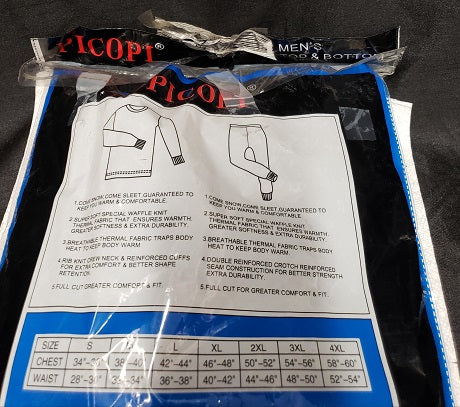 PICOPI®
MEN'S
TOP & BOTTO
PICOPI®
1.COME SNOW.COME SLEET.GUARANTEED TO
KEEP YOU WARM & COMFORTABLE.
2 SUPER SOFT SPECIAL WAFFLE KNIT
THERMAL FABRIC THAT ENSURES WARMTH.
GREATER SOFTNESS & EXTRA DURABILITY.
3.BREATHABLE THERMAL FABRIC TRAPS BODY
HEAT TO KEEP BODY WARM.
4.RIB KNIT CREW NECK & REINFORCED CUFFS
FOR EXTRA COMFORT & BETTER SHAPE
RETENTION.
5.FULL CUT GREATER COMFORT & FIT.
1.COME SNOW.COME SLEET.GUARANTEED TO
KEEP YOU WARM & COMFORTABLE.
2 SUPER SOFT SPECIAL WAFFLE KNIT
THERMAL FABRIC THAT ENSURES WARMTH.
GREATER SOFTNESS & EXTRA DURABILITY.
3.BREATHABLE THERMAL FABRIC TRAPS BODY
HEAT TO KEEP BODY WARM.
4. DOUBLE REINFORCED CROTCH REINFORCED
SEAM CONSTRUCTION FOR BETTER STRENGTH
EXTRA DURABILITY.
5. FULL CUT FOR GREATER COMFORT & FIT.
SIZE S L XL 2XL 3XL 4XL
CHEST 38"-40" 42"-44" 46"-48" 50"-52" 54"-56" 58"-60"
WAIST 28"-30" 36"-38" 40"-42" 44"-46" 48"-50" 52"-54"